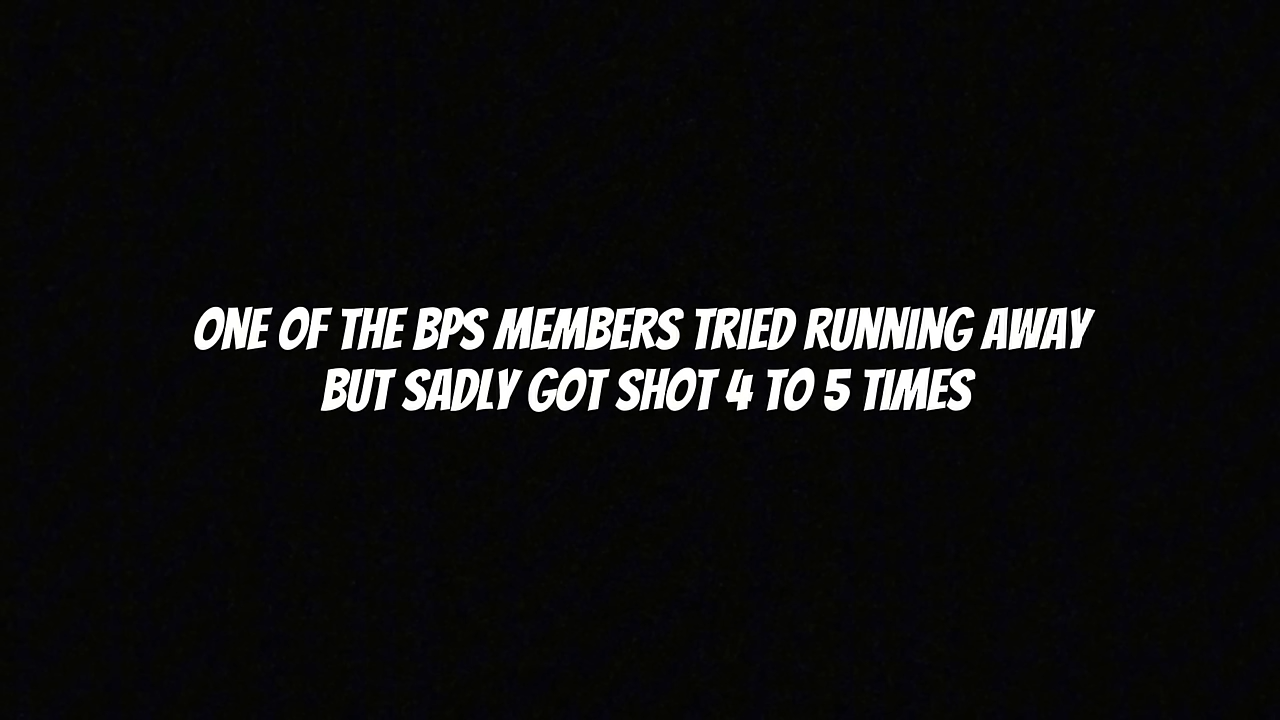 ONE OF THE BPS MEMBERS TRIED RUNNING AWAY
BUT SADLY GOT SHOT 4 TO 5 TIMES